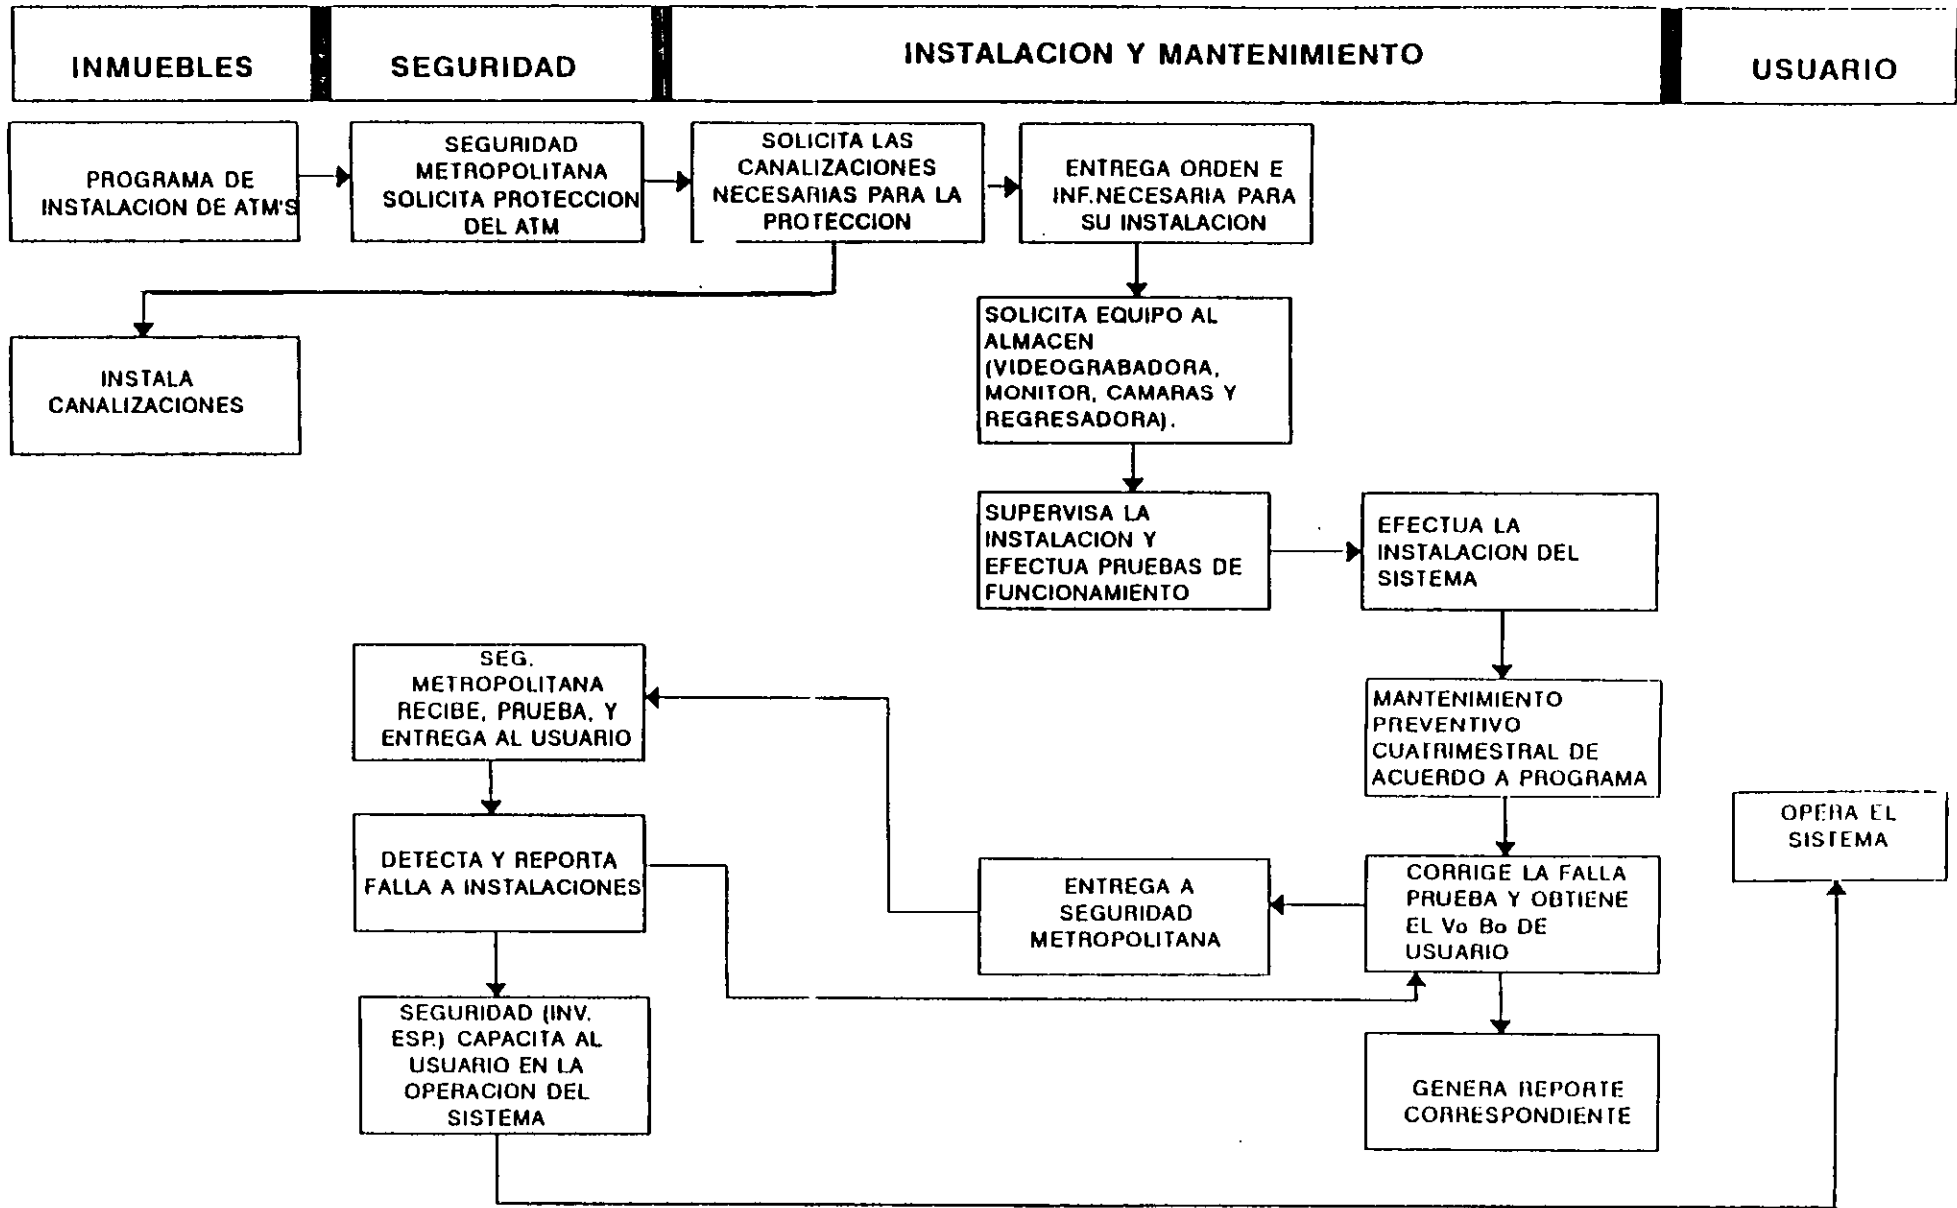 INMUEBLES
SEGURIDAD
INSTALACION Y MANTENIMIENTO
USUARIO
PROGRAMA DE
INSTALACION DE ATM'S
SEGURIDAD
METROPOLITANA
SOLICITA PROTECCION
DEL ATM
SOLICITA LAS
CANALIZACIONES
NECESARIAS PARA LA
PROTECCION
ENTREGA ORDEN E
INF.NECESARIA PARA
SU INSTALACION
INSTALA
CANALIZACIONES
SOLICITA EQUIPO AL
ALMACEN
(VIDEOGRABADORA,
MONITOR, CAMARAS Y
REGRESADORA).
SUPERVISA LA
INSTALACION Y
EFECTUA PRUEBAS DE
FUNCIONAMIENTO
EFECTUA LA
INSTALACION DEL
SISTEMA
SEG.
METROPOLITANA
RECIBE, PRUEBA, Y
ENTREGA AL USUARIO
MANTENIMIENTO
PREVENTIVO
CUATRIMESTRAL DE
ACUERDO A PROGRAMA
OPERA EL
SISTEMA
DETECTA Y REPORTA
FALLA A INSTALACIONES
ENTREGA A
SEGURIDAD
METROPOLITANA
CORRIGE LA FALLA
PRUEBA Y OBTIENE
EL Vo Bo DE
USUARIO
SEGURIDAD (INV.
ESP.) CAPACITA AL
USUARIO EN LA
OPERACION DEL
SISTEMA
GENERA REPORTE
CORRESPONDIENTE